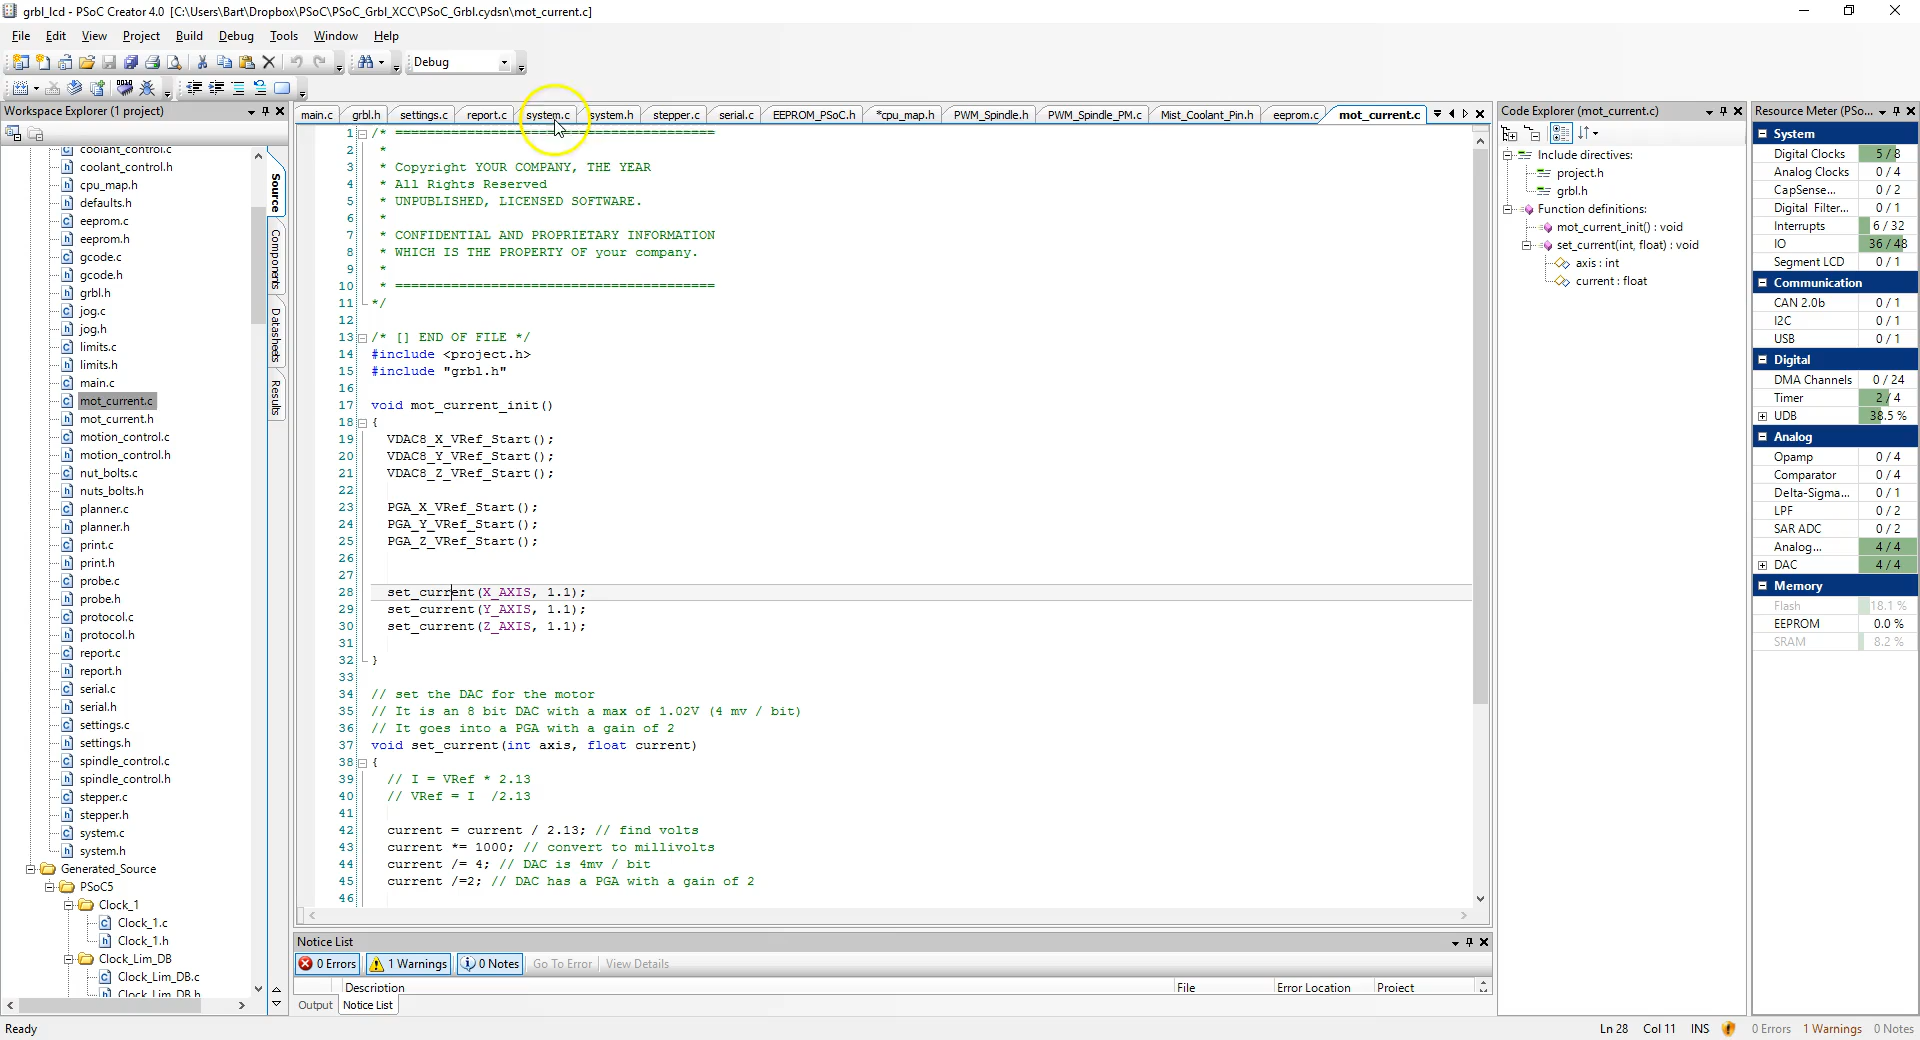 grbl_lcd - PSoC Creator 4.0 [C:\Users\Bart\Dropbox\PSoC\PSoC_Grbl_XCC\PSoC_Grbl.cydsn\mot_current.c]
File Edit View Project Build Debug Tools Window Help
Debug
Workspace Explorer (1 project)
coolant_control.c
coolant_control.h
cpu_map.h
defaults.h
eeprom.c
eeprom.h
gcode.c
gcode.h
grbl.h
jog.c
jog.h
limits.c
limits.h
main.c
mot_current.c
mot_current.h
motion_control.c
motion_control.h
nut_bolts.c
nuts_bolts.h
planner.c
planner.h
print.c
print.h
probe.c
probe.h
protocol.c
protocol.h
report.c
report.h
serial.c
serial.h
settings.c
settings.h
spindle_control.c
spindle_control.h
stepper.c
stepper.h
system.c
system.h
Generated_Source
PSoC5
Clock_1
Clock_1.c
Clock_1.h
Clock_Lim_DB
Clock_Lim_DB.c
Clock_Lim_DB.h
Source
Components
Datasheets
Results
main.c grbl.h settings.c report.c system.c system.h stepper.c serial.c EEPROM_PSoC.h *cpu_map.h PWM_Spindle.h PWM_Spindle_PM.c Mist_Coolant_Pin.h eeprom.c mot_current.c
1 /* ========================================
2 *
3 * Copyright YOUR COMPANY, THE YEAR
4 * All Rights Reserved
5 * UNPUBLISHED, LICENSED SOFTWARE.
6 *
7 * CONFIDENTIAL AND PROPRIETARY INFORMATION
8 * WHICH IS THE PROPERTY OF your company.
9 *
10 * ========================================
11 */
12
13 /* [] END OF FILE */
14 #include <project.h>
15 #include "grbl.h"
16
17 void mot_current_init()
18 {
19 VDAC8_X_VRef_Start();
20 VDAC8_Y_VRef_Start();
21 VDAC8_Z_VRef_Start();
22
23 PGA_X_VRef_Start();
24 PGA_Y_VRef_Start();
25 PGA_Z_VRef_Start();
26
27
28 set_current(X_AXIS, 1.1);
29 set_current(Y_AXIS, 1.1);
30 set_current(Z_AXIS, 1.1);
31
32 }
33
34 // set the DAC for the motor
35 // It is an 8 bit DAC with a max of 1.02V (4 mv / bit)
36 // It goes into a PGA with a gain of 2
37 void set_current(int axis, float current)
38 {
39 // I = VRef * 2.13
40 // VRef = I /2.13
41
42 current = current / 2.13; // find volts
43 current *= 1000; // convert to millivolts
44 current /= 4; // DAC is 4mv / bit
45 current /=2; // DAC has a PGA with a gain of 2
46
Notice List
0 Errors 1 Warnings 0 Notes Go To Error View Details
Description File Error Location Project
Output Notice List
Code Explorer (mot_current.c)
Include directives:
project.h
grbl.h
Function definitions:
mot_current_init() : void
set_current(int, float) : void
axis : int
current : float
Resource Meter (PSo...
System
Digital Clocks 5 / 8
Analog Clocks 0 / 4
CapSense... 0 / 2
Digital Filter... 0 / 1
Interrupts 6 / 32
IO 36 / 48
Segment LCD 0 / 1
Communication
CAN 2.0b 0 / 1
I2C 0 / 1
USB 0 / 1
Digital
DMA Channels 0 / 24
Timer 2 / 4
UDB 38.5 %
Analog
Opamp 0 / 4
Comparator 0 / 4
Delta-Sigma... 0 / 1
LPF 0 / 2
SAR ADC 0 / 2
Analog... 4 / 4
DAC 4 / 4
Memory
Flash 18.1 %
EEPROM 0.0 %
SRAM 8.2 %
Ready
Ln 28 Col 11 INS 0 Errors 1 Warnings 0 Notes